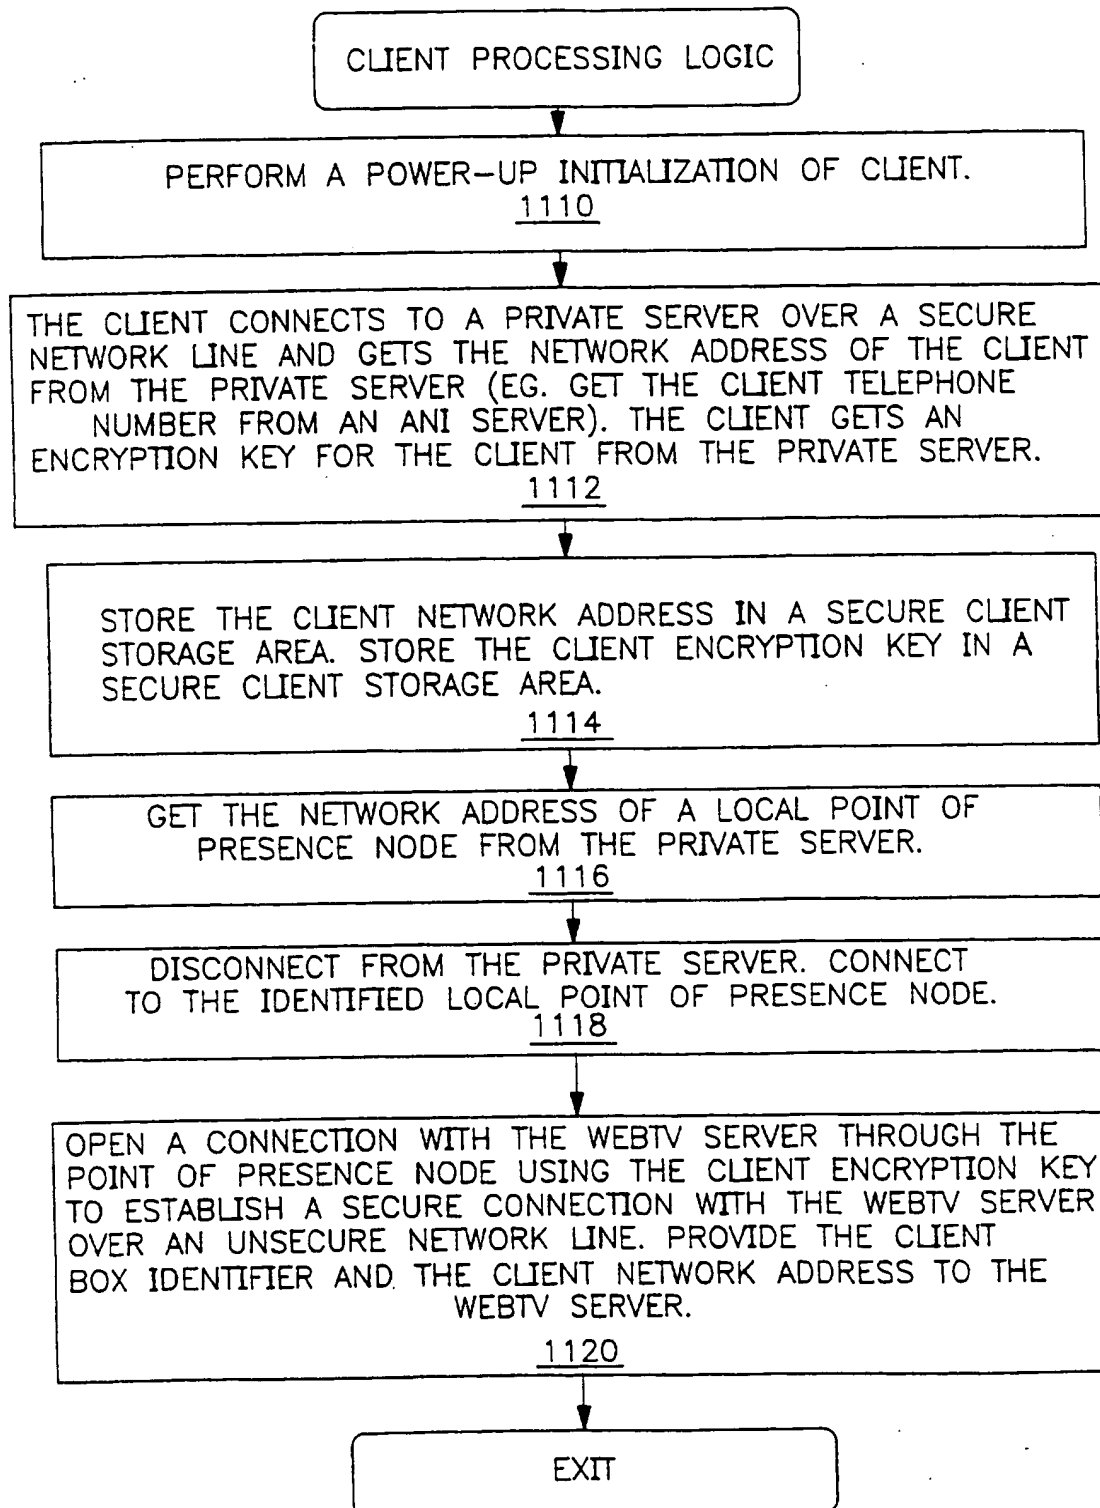 CLIENT PROCESSING LOGIC
PERFORM A POWER-UP INITIALIZATION OF CLIENT.
1110
THE CLIENT CONNECTS TO A PRIVATE SERVER OVER A SECURE
NETWORK LINE AND GETS THE NETWORK ADDRESS OF THE CLIENT
FROM THE PRIVATE SERVER (EG. GET THE CLIENT TELEPHONE
NUMBER FROM AN ANI SERVER). THE CLIENT GETS AN
ENCRYPTION KEY FOR THE CLIENT FROM THE PRIVATE SERVER.
1112
STORE THE CLIENT NETWORK ADDRESS IN A SECURE CLIENT
STORAGE AREA. STORE THE CLIENT ENCRYPTION KEY IN A
SECURE CLIENT STORAGE AREA.
1114
GET THE NETWORK ADDRESS OF A LOCAL POINT OF
PRESENCE NODE FROM THE PRIVATE SERVER.
1116
DISCONNECT FROM THE PRIVATE SERVER. CONNECT
TO THE IDENTIFIED LOCAL POINT OF PRESENCE NODE.
1118
OPEN A CONNECTION WITH THE WEBTV SERVER THROUGH THE
POINT OF PRESENCE NODE USING THE CLIENT ENCRYPTION KEY
TO ESTABLISH A SECURE CONNECTION WITH THE WEBTV SERVER
OVER AN UNSECURE NETWORK LINE. PROVIDE THE CLIENT
BOX IDENTIFIER AND THE CLIENT NETWORK ADDRESS TO THE
WEBTV SERVER.
1120
EXIT